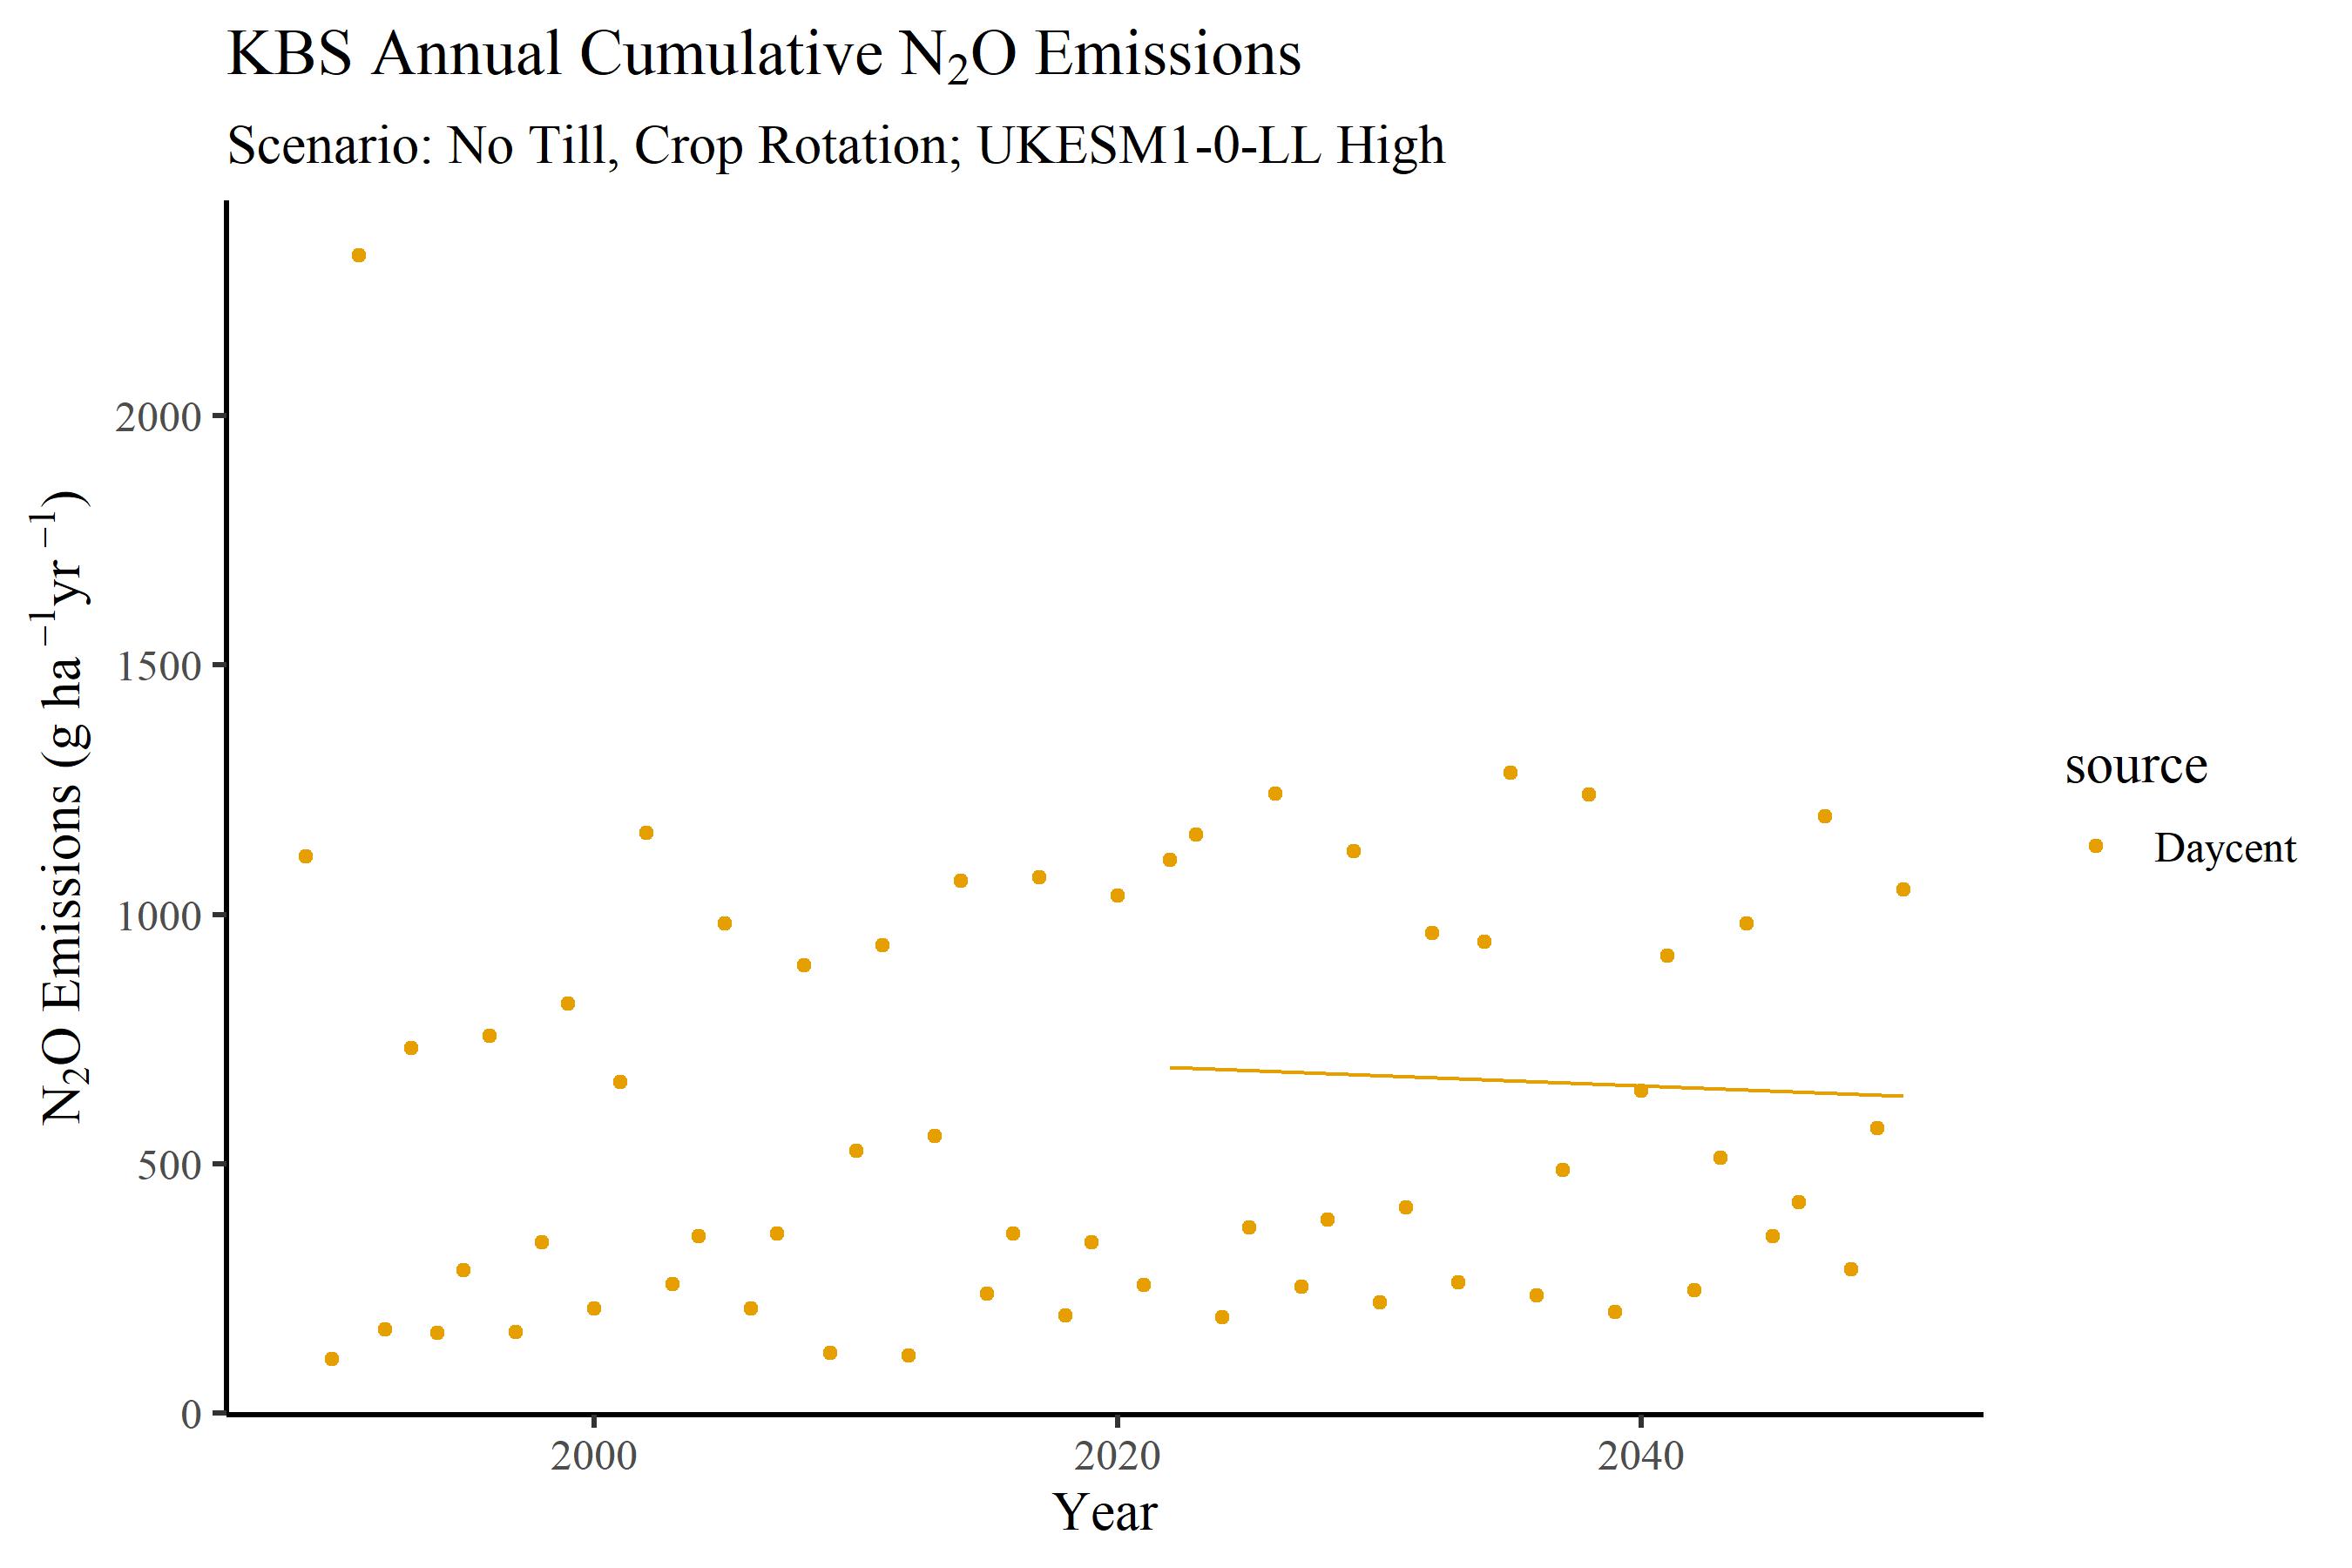 KBS Annual Cumulative N₂O Emissions
Scenario: No Till, Crop Rotation; UKESM1-0-LL High
N₂O Emissions (g ha ⁻¹yr ⁻¹)
2000
1500
1000
500
0
2000 2020 2040
Year
source
Daycent